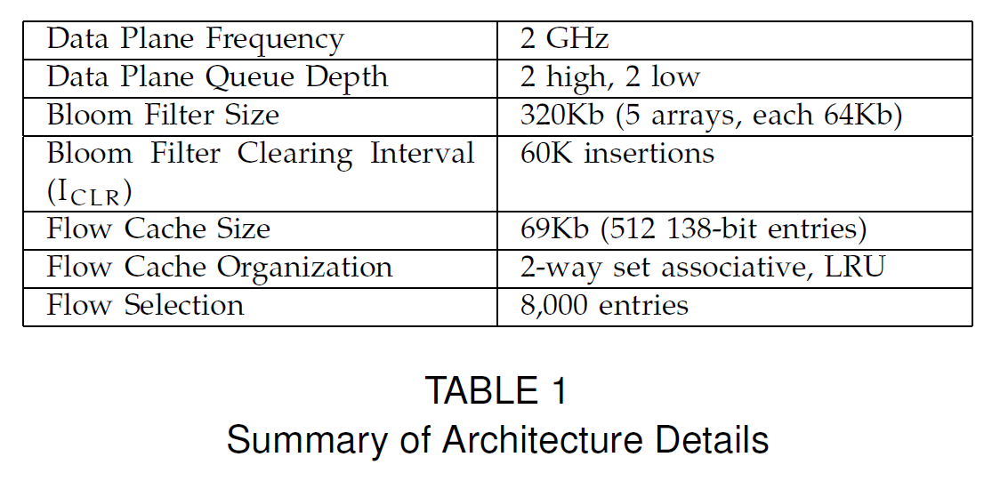 Data Plane Frequency 2 GHz
Data Plane Queue Depth 2 high, 2 low
Bloom Filter Size 320Kb (5 arrays, each 64Kb)
Bloom Filter Clearing Interval 60K insertions
(ICLR)
Flow Cache Size 69Kb (512 138-bit entries)
Flow Cache Organization 2-way set associative, LRU
Flow Selection 8,000 entries
TABLE 1
Summary of Architecture Details